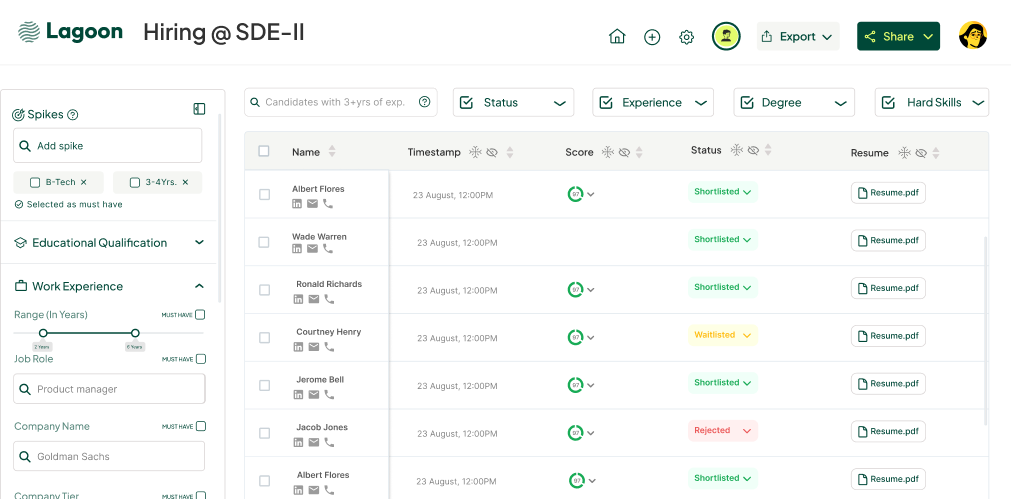 Lagoon
Hiring @ SDE-II
Export
Share
Spikes
Add spike
B-Tech ×
3-4Yrs. ×
Selected as must have
Educational Qualification
Work Experience
Range (In Years)
MUST HAVE
2 Years
6 Years
Job Role
MUST HAVE
Product manager
Company Name
MUST HAVE
Goldman Sachs
Company Tier
MUST HAVE
Candidates with 3+yrs of exp.
Status
Experience
Degree
Hard Skills
Name Timestamp Score Status Resume
Albert Flores 23 August, 12:00PM 97 Shortlisted Resume.pdf
Wade Warren 23 August, 12:00PM Shortlisted Resume.pdf
Ronald Richards 23 August, 12:00PM 97 Shortlisted Resume.pdf
Courtney Henry 23 August, 12:00PM 97 Waitlisted Resume.pdf
Jerome Bell 23 August, 12:00PM 97 Shortlisted Resume.pdf
Jacob Jones 23 August, 12:00PM 97 Rejected Resume.pdf
Albert Flores 23 August, 12:00PM 97 Shortlisted Resume.pdf